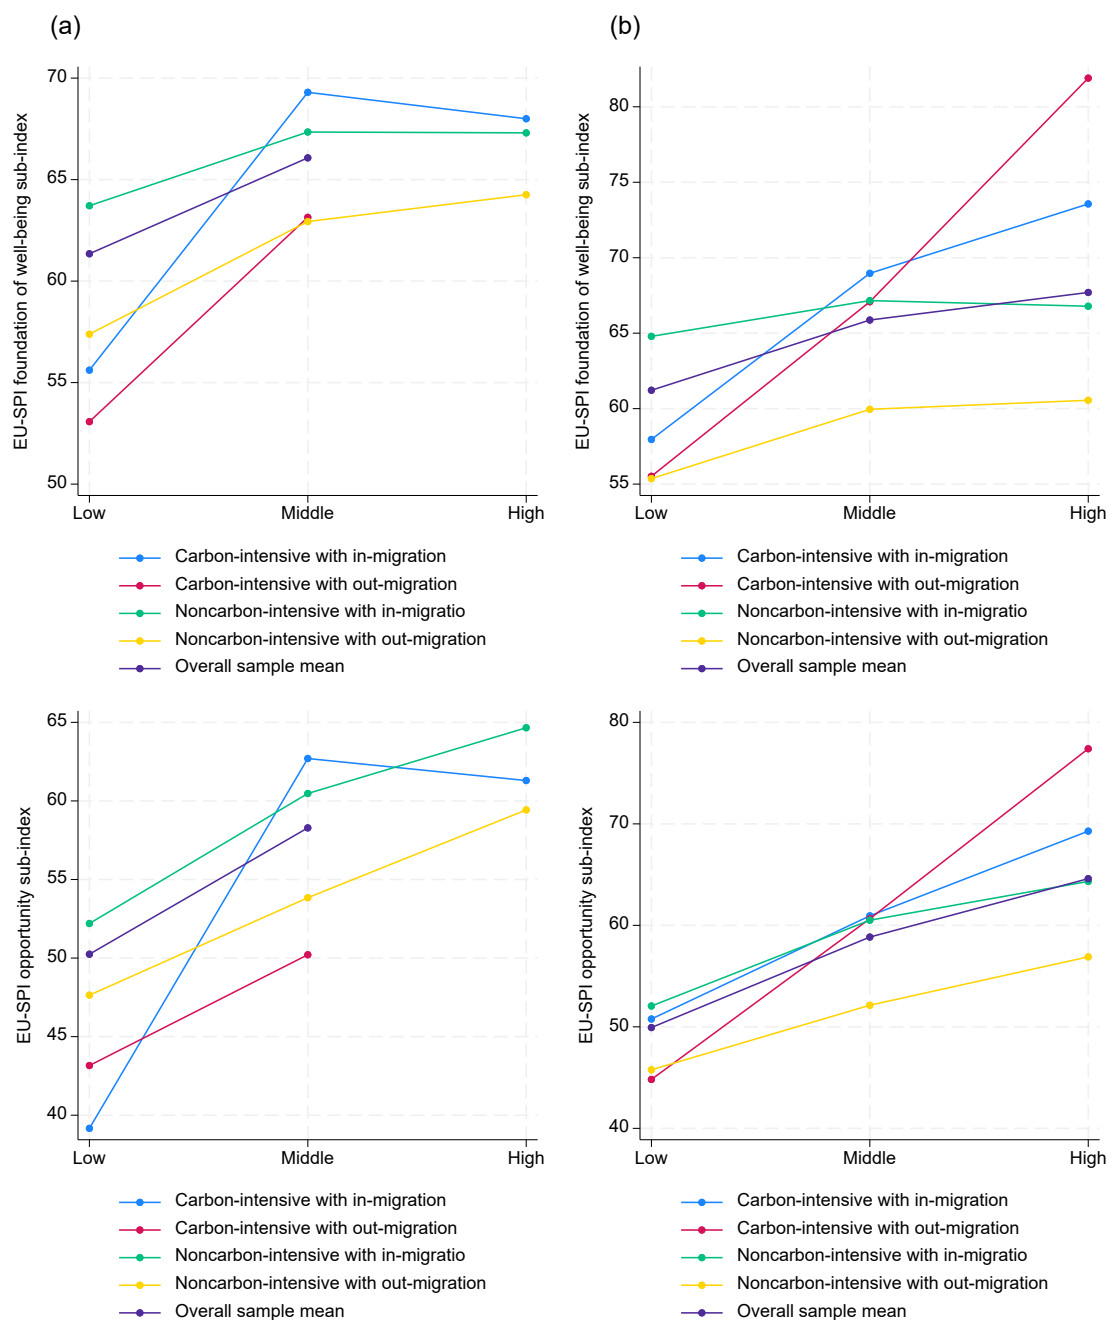 (a)
EU-SPI foundation of well-being sub-index
70
65
60
55
50
Low Middle High
Carbon-intensive with in-migration
Carbon-intensive with out-migration
Noncarbon-intensive with in-migratio
Noncarbon-intensive with out-migration
Overall sample mean
(b)
EU-SPI foundation of well-being sub-index
80
75
70
65
60
55
Low Middle High
Carbon-intensive with in-migration
Carbon-intensive with out-migration
Noncarbon-intensive with in-migratio
Noncarbon-intensive with out-migration
Overall sample mean
EU-SPI opportunity sub-index
65
60
55
50
45
40
Low Middle High
Carbon-intensive with in-migration
Carbon-intensive with out-migration
Noncarbon-intensive with in-migratio
Noncarbon-intensive with out-migration
Overall sample mean
EU-SPI opportunity sub-index
80
70
60
50
40
Low Middle High
Carbon-intensive with in-migration
Carbon-intensive with out-migration
Noncarbon-intensive with in-migratio
Noncarbon-intensive with out-migration
Overall sample mean